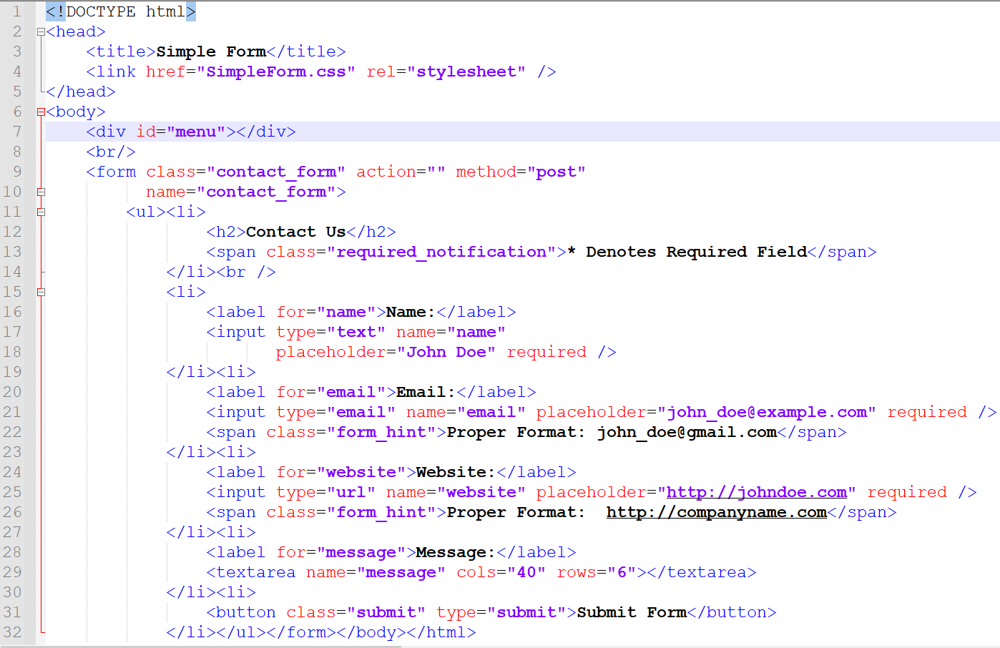 1 <!DOCTYPE html>
2 <head>
3     <title>Simple Form</title>
4     <link href="SimpleForm.css" rel="stylesheet" />
5 </head>
6 <body>
7     <div id="menu"></div>
8     <br/>
9     <form class="contact_form" action="" method="post"
10           name="contact_form">
11         <ul><li>
12                 <h2>Contact Us</h2>
13                 <span class="required_notification">* Denotes Required Field</span>
14             </li><br />
15             <li>
16                 <label for="name">Name:</label>
17                 <input type="text" name="name"
18                        placeholder="John Doe" required />
19             </li><li>
20                 <label for="email">Email:</label>
21                 <input type="email" name="email" placeholder="john_doe@example.com" required />
22                 <span class="form_hint">Proper Format: john_doe@gmail.com</span>
23             </li><li>
24                 <label for="website">Website:</label>
25                 <input type="url" name="website" placeholder="http://johndoe.com" required />
26                 <span class="form_hint">Proper Format:  http://companyname.com</span>
27             </li><li>
28                 <label for="message">Message:</label>
29                 <textarea name="message" cols="40" rows="6"></textarea>
30             </li><li>
31                 <button class="submit" type="submit">Submit Form</button>
32             </li></ul></form></body></html>